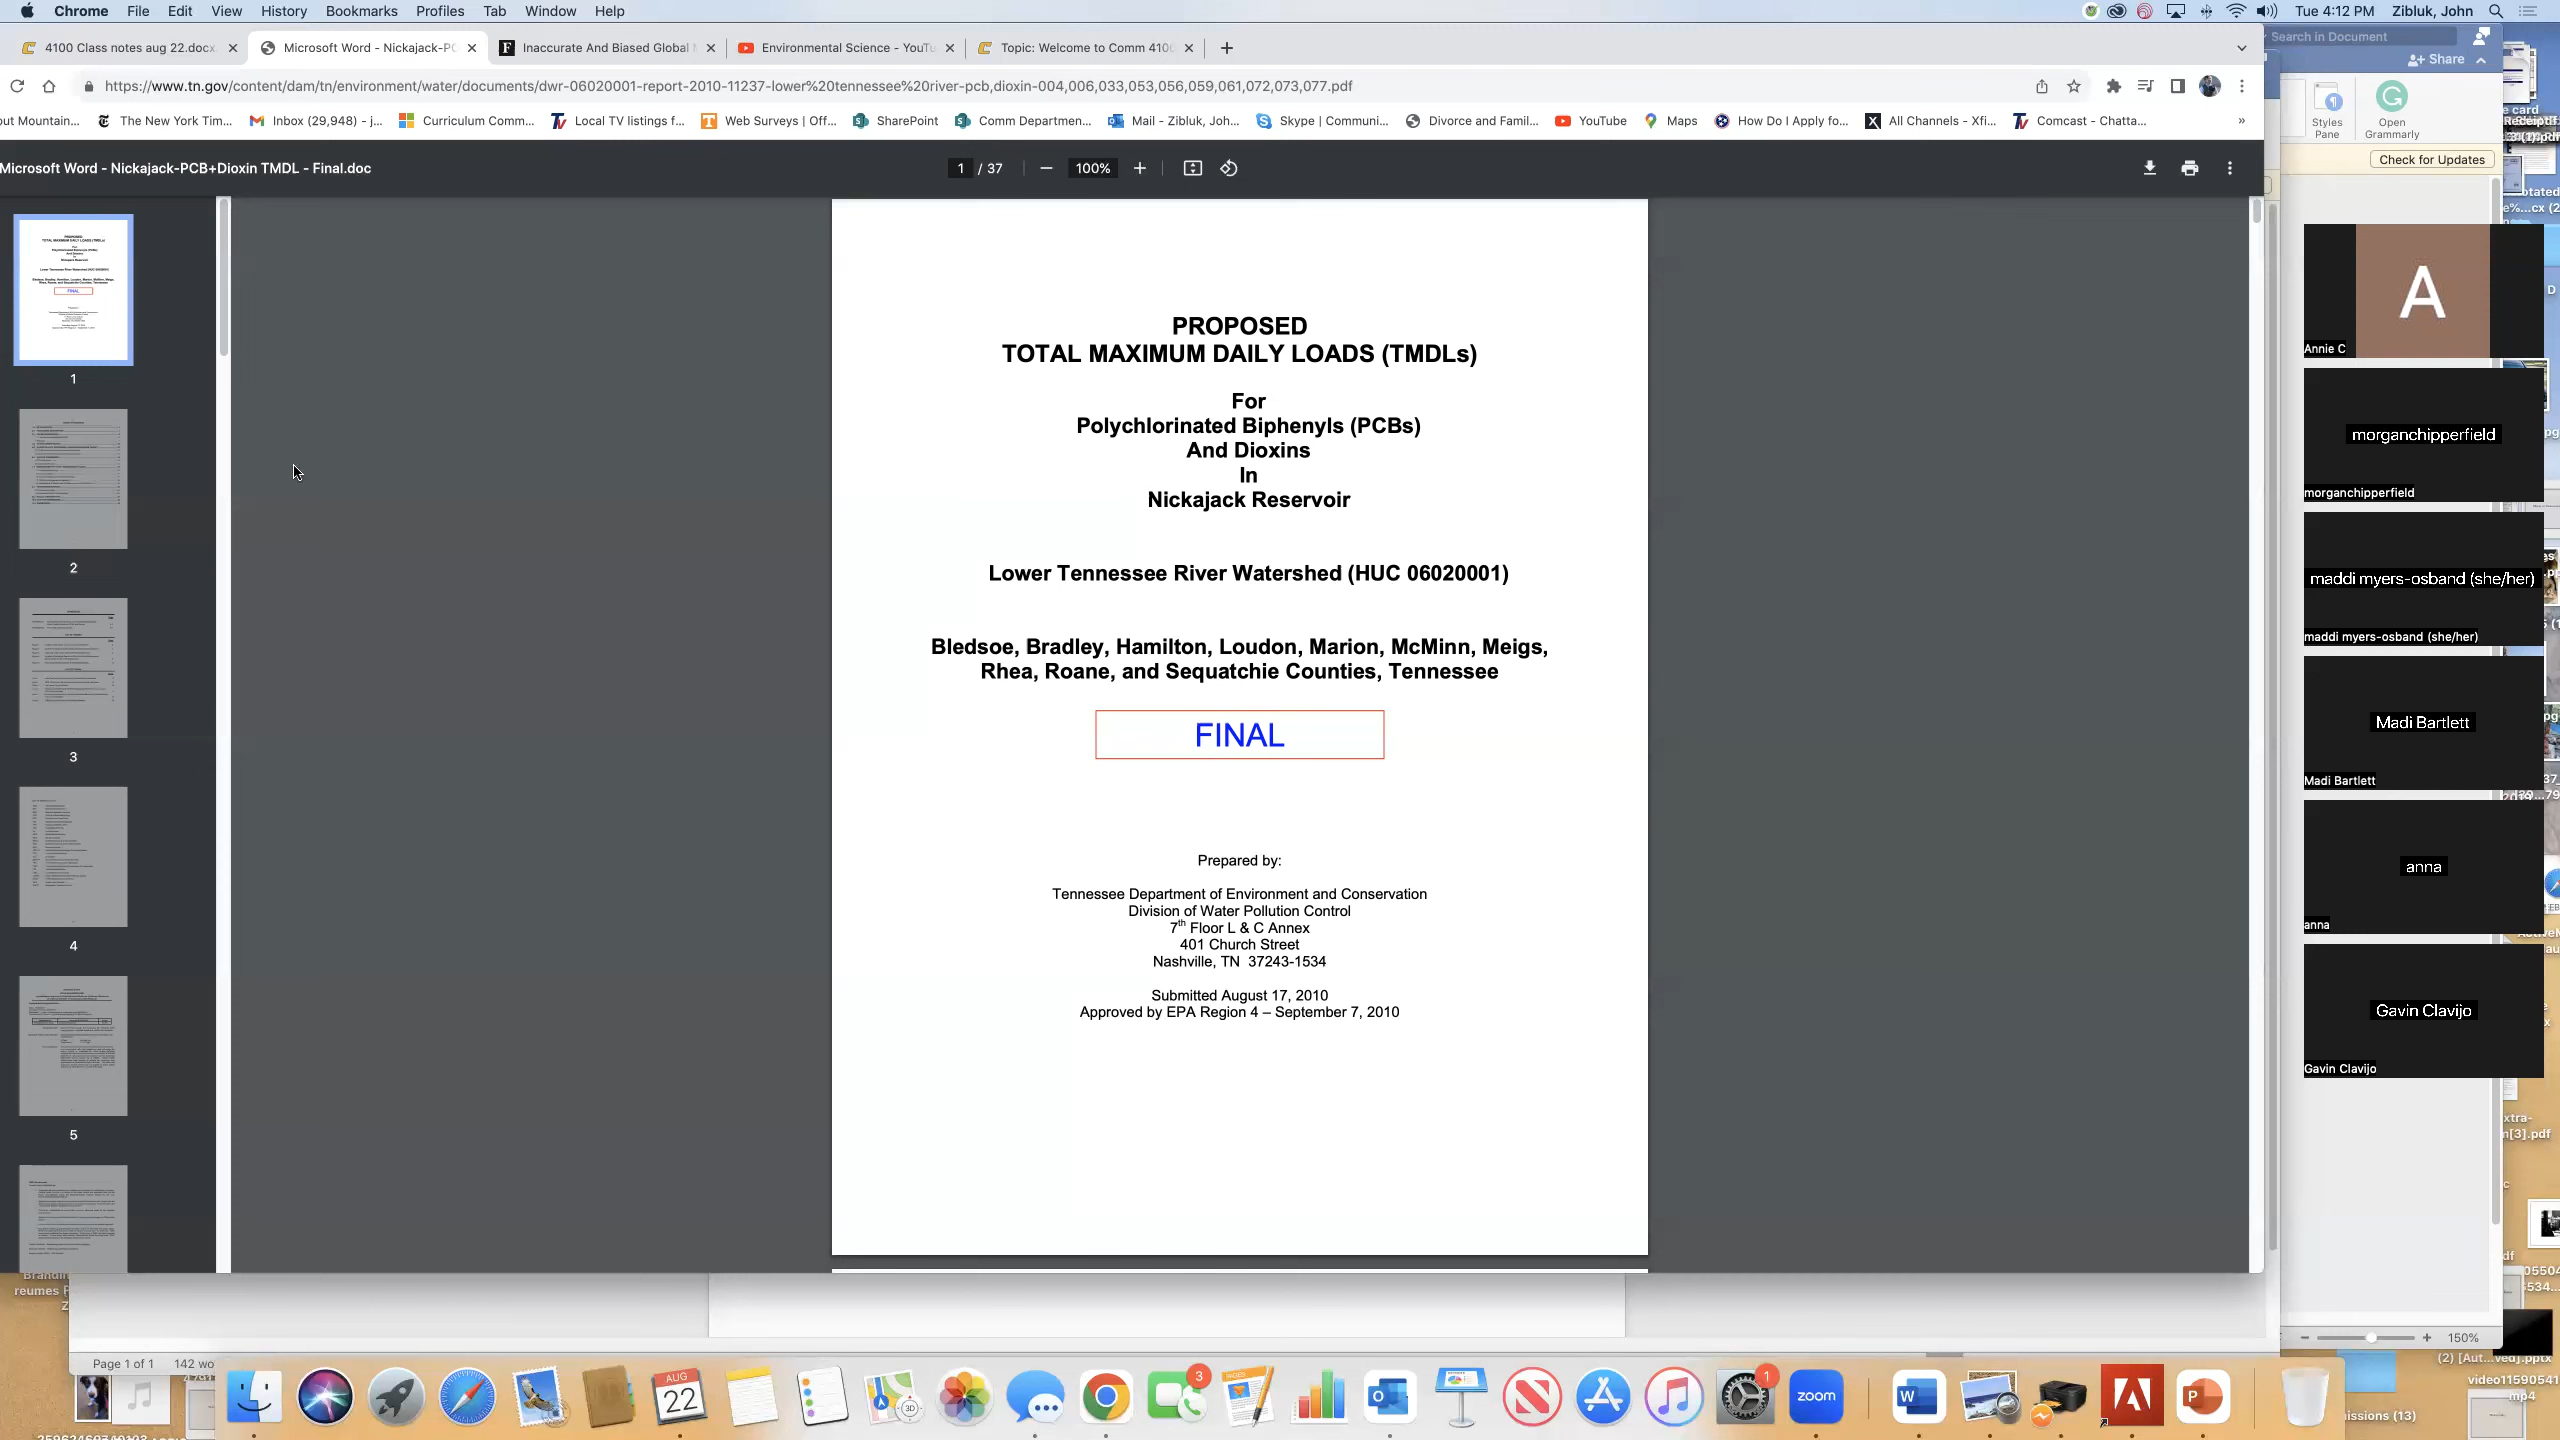 Chrome File Edit View History Bookmarks Profiles Tab Window Help
Tue 4:12 PM Zibluk, John
4100 Class notes aug 22.docx
Microsoft Word - Nickajack-PC
Inaccurate And Biased Global
Environmental Science - YouTu
Topic: Welcome to Comm 410
Search in Document
Share
https://www.tn.gov/content/dam/tn/environment/water/documents/dwr-06020001-report-2010-11237-lower%20tennessee%20river-pcb,dioxin-004,006,033,053,056,059,061,072,073,077.pdf
out Mountain... The New York Tim... Inbox (29,948) - j... Curriculum Comm... Local TV listings f... Web Surveys | Off... SharePoint Comm Departmen... Mail - Zibluk, Joh... Skype | Communi... Divorce and Famil... YouTube Maps How Do I Apply fo... All Channels - Xfi... Comcast - Chatta... »
Styles Pane
Open Grammarly
Check for Updates
Microsoft Word - Nickajack-PCB+Dioxin TMDL - Final.doc
1 / 37
100%
1
2
3
4
5
PROPOSED
TOTAL MAXIMUM DAILY LOADS (TMDLs)
For
Polychlorinated Biphenyls (PCBs)
And Dioxins
In
Nickajack Reservoir
Lower Tennessee River Watershed (HUC 06020001)
Bledsoe, Bradley, Hamilton, Loudon, Marion, McMinn, Meigs,
Rhea, Roane, and Sequatchie Counties, Tennessee
FINAL
Prepared by:
Tennessee Department of Environment and Conservation
Division of Water Pollution Control
7th Floor L & C Annex
401 Church Street
Nashville, TN 37243-1534
Submitted August 17, 2010
Approved by EPA Region 4 – September 7, 2010
A
Annie C
morganchipperfield
morganchipperfield
maddi myers-osband (she/her)
maddi myers-osband (she/her)
Madi Bartlett
Madi Bartlett
anna
anna
Gavin Clavijo
Gavin Clavijo
Page 1 of 1 142 wo
150%
AUG
22
3
3D
1
zoom
video11590541
mp4
issions (13)